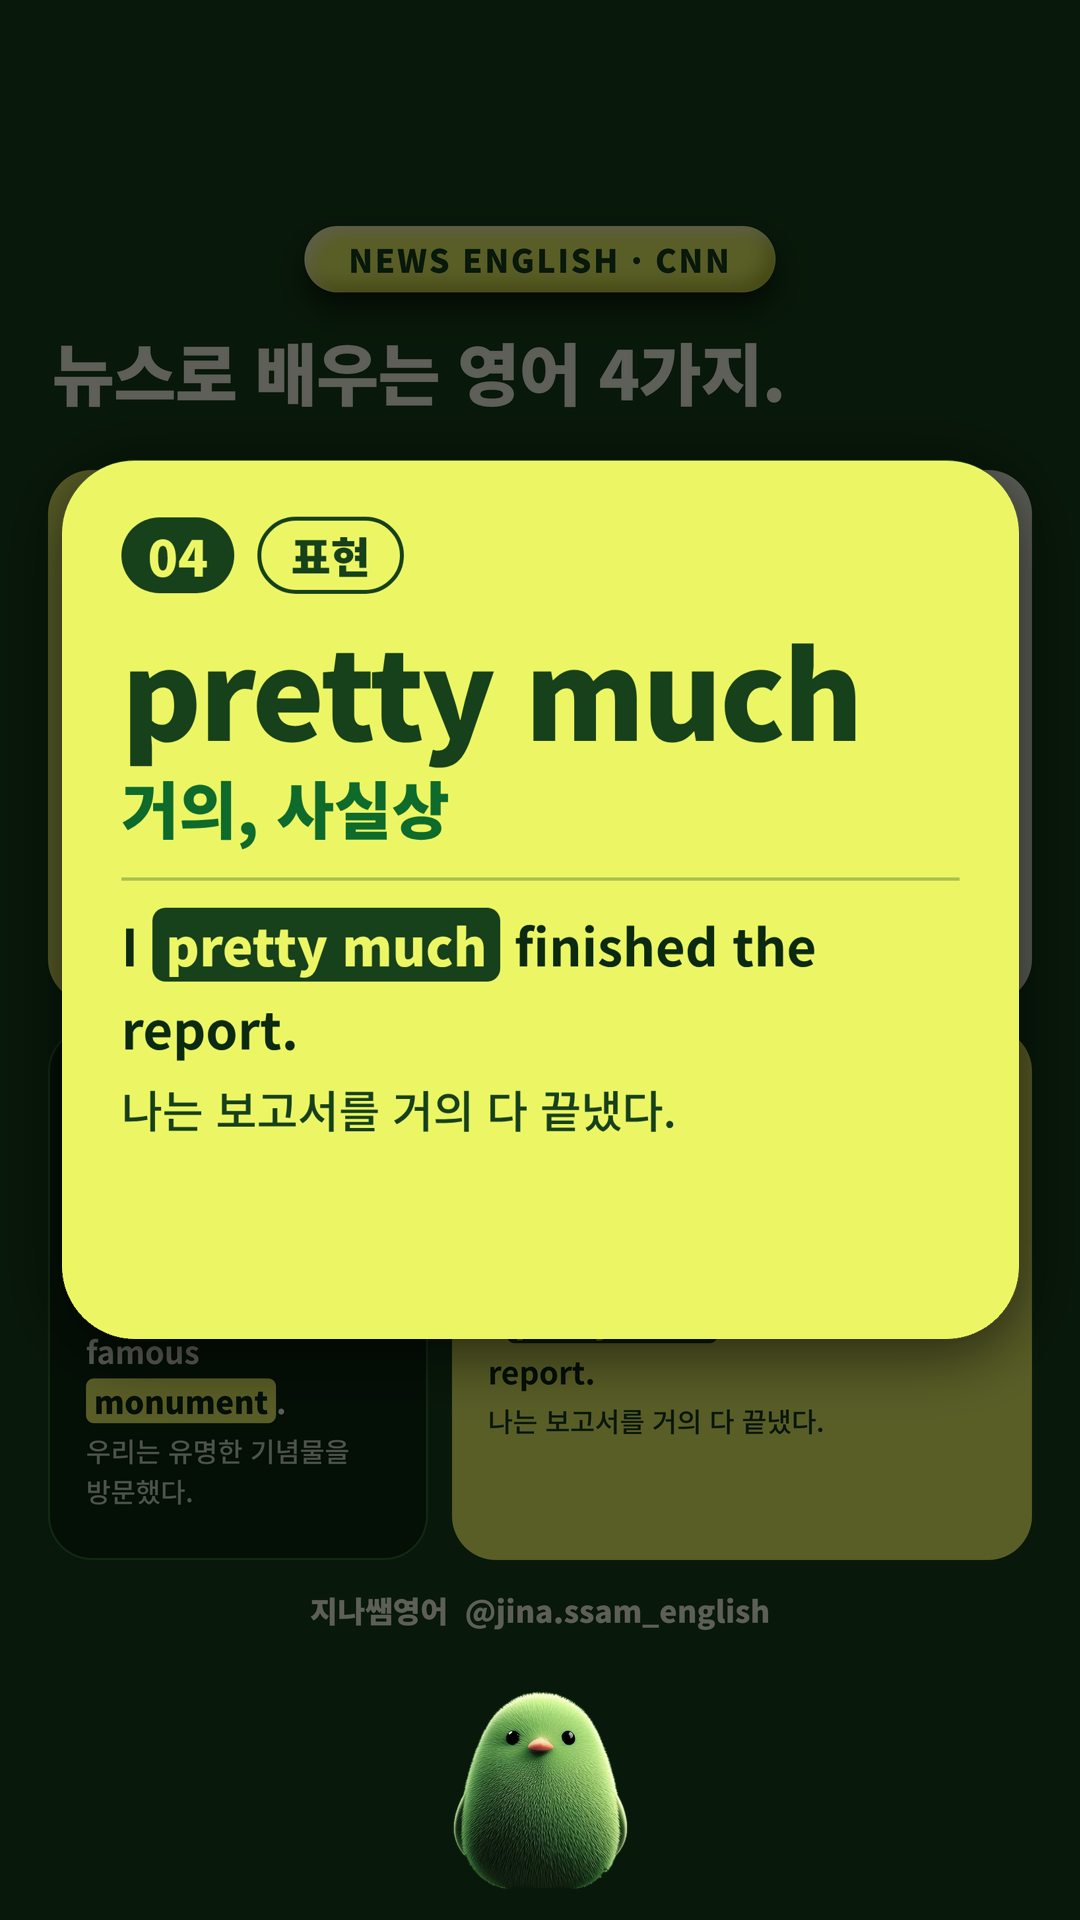 NEWS ENGLISH · CNN
뉴스로 배우는 영어 4가지.
04 표현
pretty much
거의, 사실상
I pretty much finished the
report.
나는 보고서를 거의 다 끝냈다.
famous
monument.
우리는 유명한 기념물을
방문했다.
report.
나는 보고서를 거의 다 끝냈다.
지나쌤영어 @jina.ssam_english